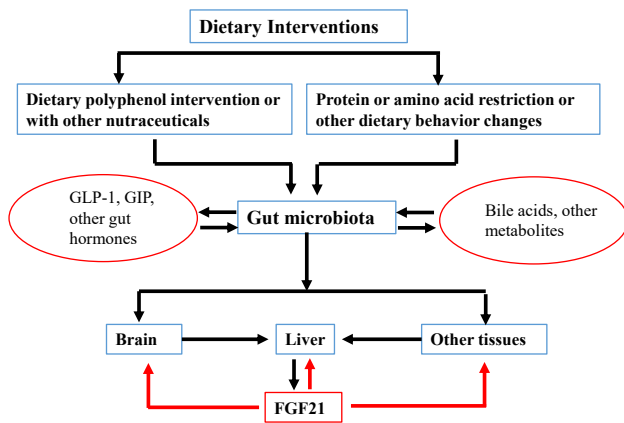 Dietary Interventions
Dietary polyphenol intervention or
with other nutraceuticals
Protein or amino acid restriction or
other dietary behavior changes
GLP-1, GIP,
other gut
hormones
Gut microbiota
Bile acids, other
metabolites
Brain
Liver
Other tissues
FGF21